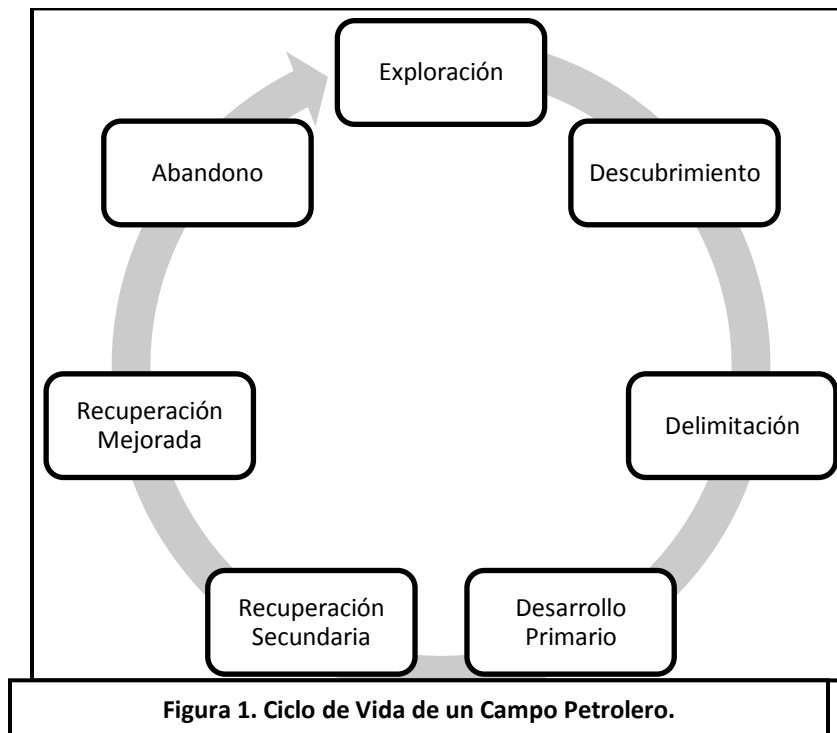 Exploración
Descubrimiento
Delimitación
Desarrollo
Primario
Recuperación
Secundaria
Recuperación
Mejorada
Abandono
Figura 1. Ciclo de Vida de un Campo Petrolero.